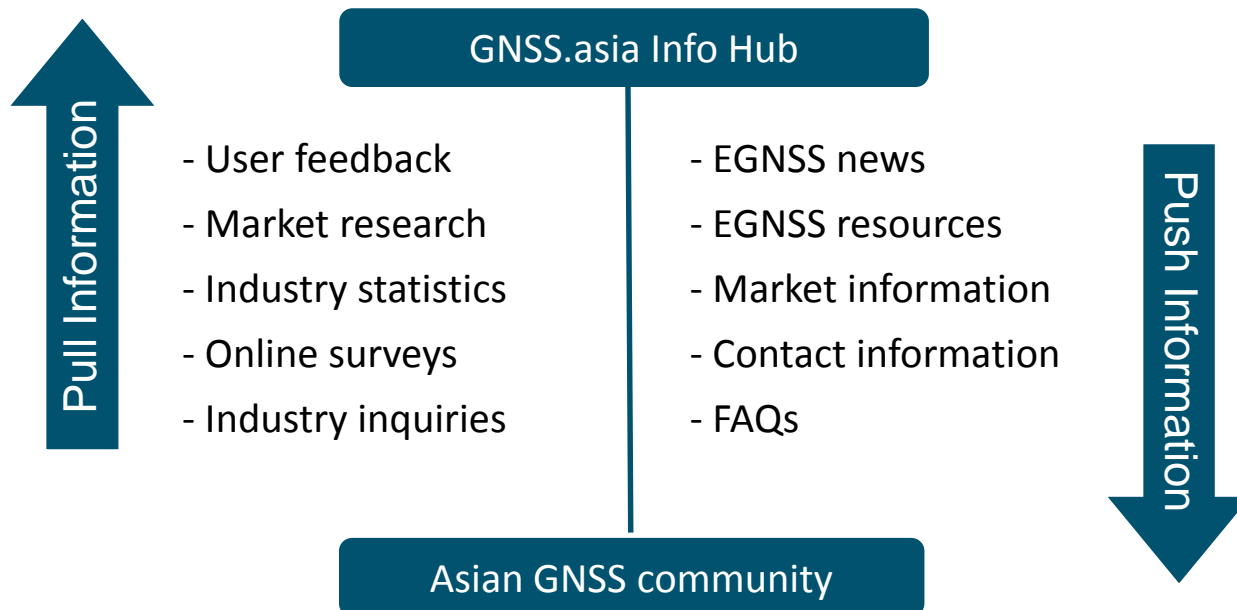 GNSS.asia Info Hub
Pull Information
- User feedback
- Market research
- Industry statistics
- Online surveys
- Industry inquiries
- EGNSS news
- EGNSS resources
- Market information
- Contact information
- FAQs
Push Information
Asian GNSS community